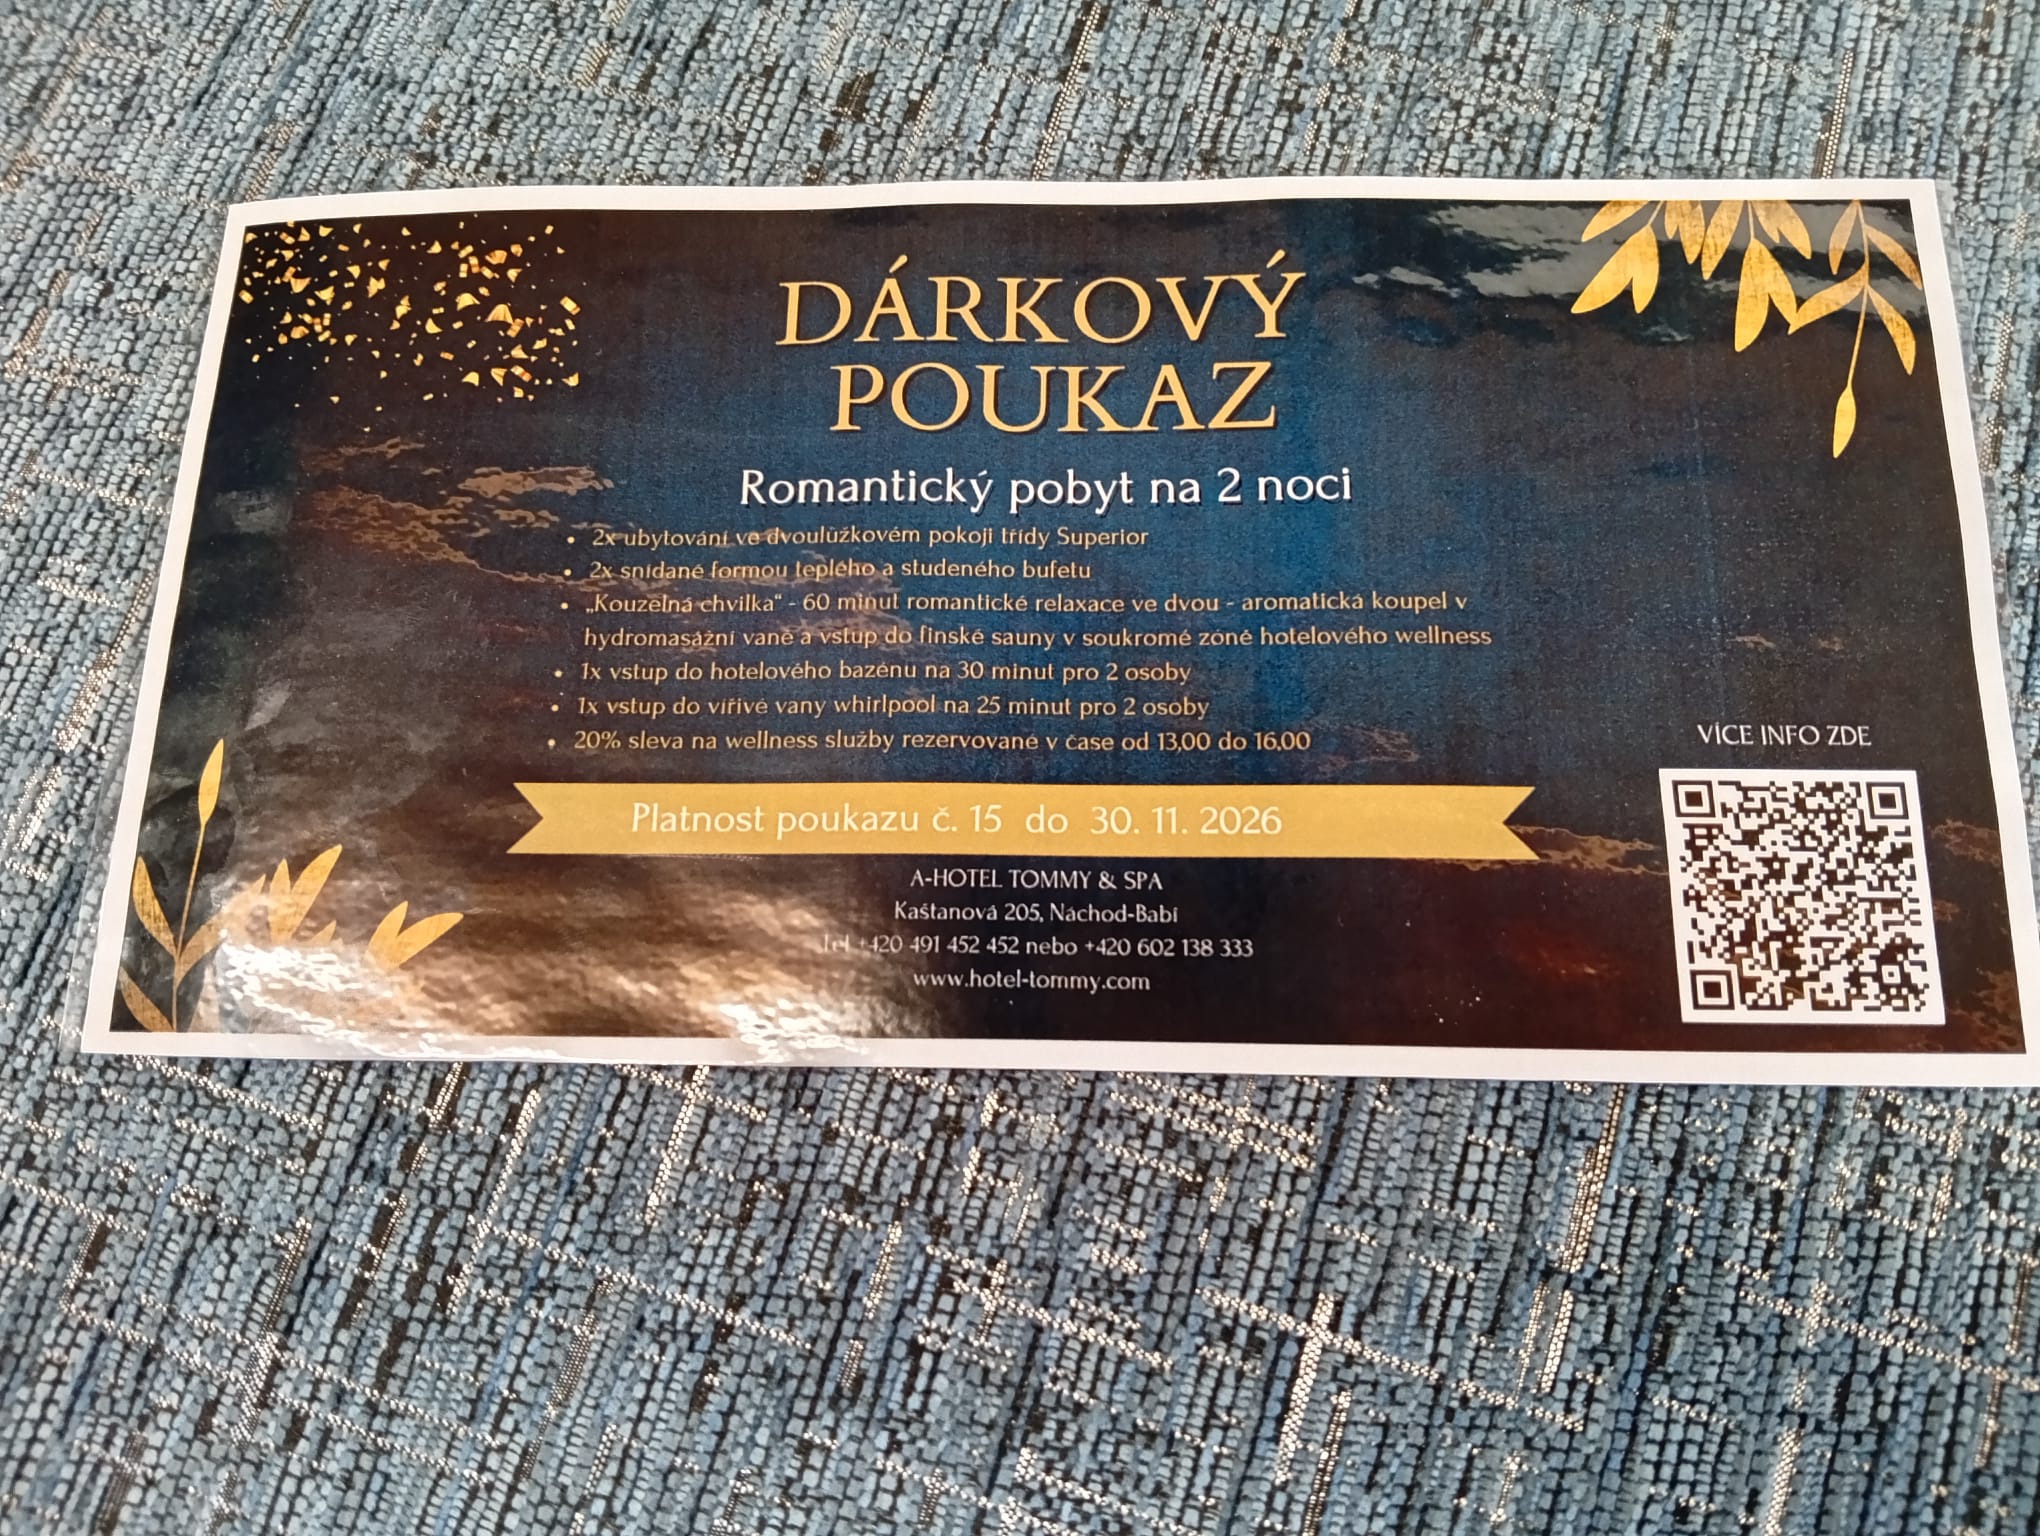 DÁRKOVÝ
POUKAZ
Romantický pobyt na 2 noci
• 2x ubytování ve dvoulůžkovém pokoji třídy Superior
• 2x snídaně formou teplého a studeného bufetu
• „Kouzelná chvilka“ - 60 minut romantické relaxace ve dvou - aromatická koupel v
hydromasážní vaně a vstup do finské sauny v soukromé zóně hotelového wellness
• 1x vstup do hotelového bazénu na 30 minut pro 2 osoby
• 1x vstup do vířivé vany whirlpool na 25 minut pro 2 osoby
• 20% sleva na wellness služby rezervované v čase od 13,00 do 16.00
VÍCE INFO ZDE
Platnost poukazu č. 15 do 30. 11. 2026
A-HOTEL TOMMY & SPA
Kaštanová 205, Náchod-Babí
Tel +420 491 452 452 nebo +420 602 138 333
www.hotel-tommy.com